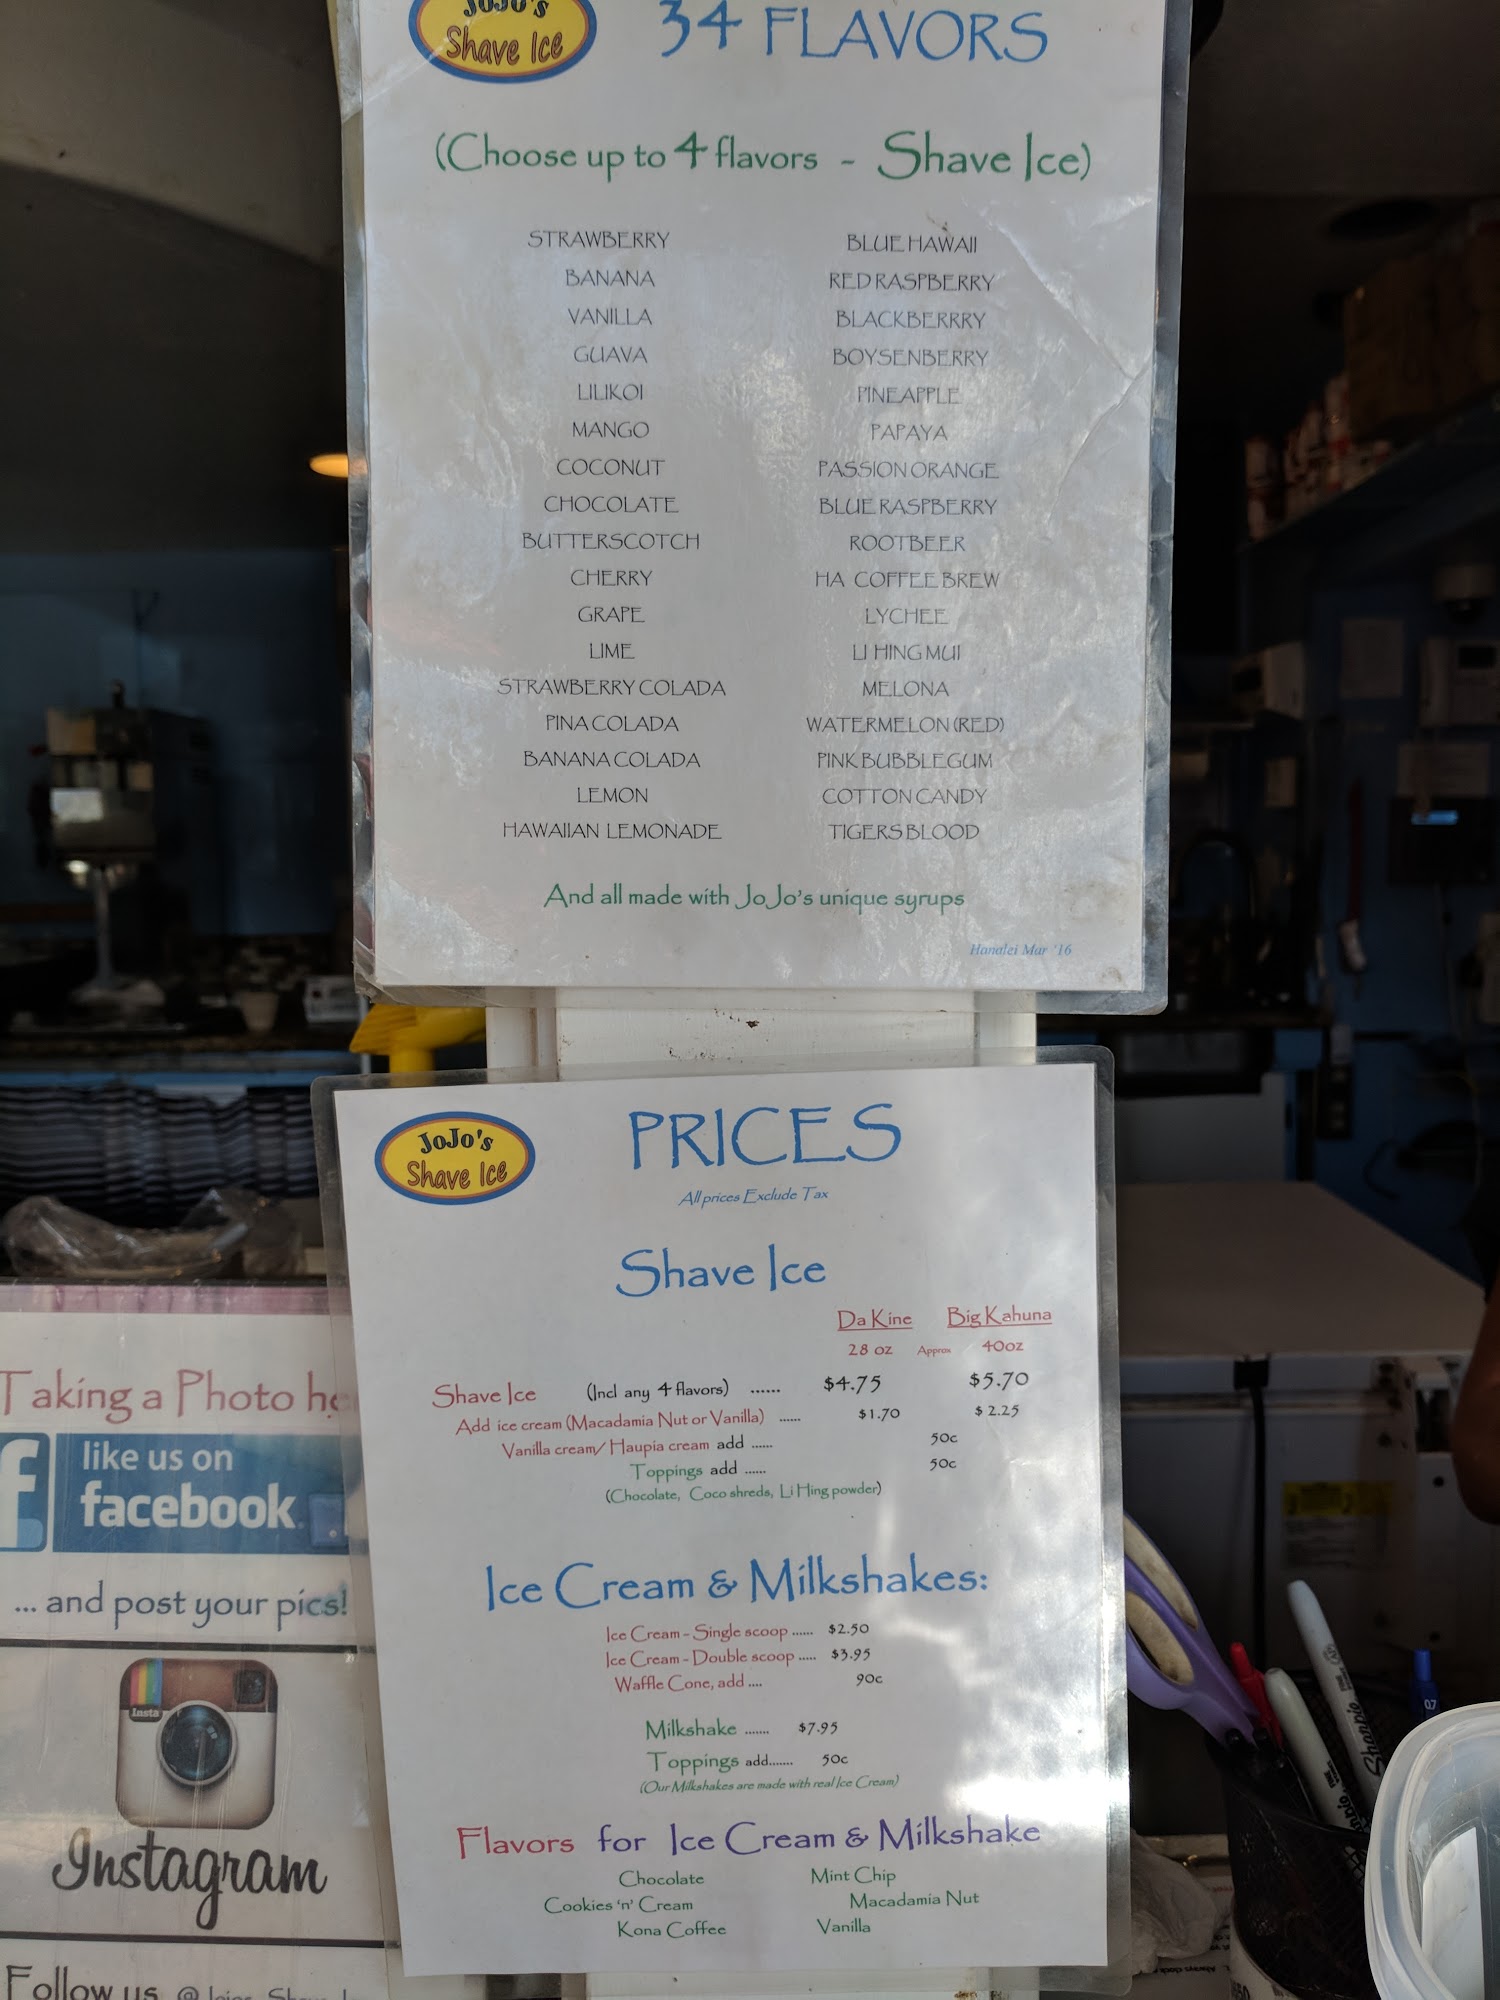 JoJo's
Shave Ice
34 FLAVORS
(Choose up to 4 flavors - Shave Ice)
STRAWBERRY BLUE HAWAII
BANANA RED RASPBERRY
VANILLA BLACKBERRRY
GUAVA BOYSENBERRY
LILIKOI PINEAPPLE
MANGO PAPAYA
COCONUT PASSION ORANGE
CHOCOLATE BLUE RASPBERRY
BUTTERSCOTCH ROOTBEER
CHERRY HA COFFEE BREW
GRAPE LYCHEE
LIME LI HING MUI
STRAWBERRY COLADA MELONA
PINA COLADA WATERMELON (RED)
BANANA COLADA PINK BUBBLEGUM
LEMON COTTON CANDY
HAWAIIAN LEMONADE TIGERS BLOOD
And all made with JoJo's unique syrups
Hanalei Mar '16
JoJo's
Shave Ice
PRICES
All prices Exclude Tax
Shave Ice
Da Kine Big Kahuna
28 oz Approx 40oz
Shave Ice (Incl any 4 flavors) ...... $4.75 $5.70
Add ice cream (Macadamia Nut or Vanilla) ...... $1.70 $2.25
Vanilla cream/ Haupia cream add ...... 50c
Toppings add ...... 50c
(Chocolate, Coco shreds, Li Hing powder)
Ice Cream & Milkshakes:
Ice Cream - Single scoop ...... $2.50
Ice Cream - Double scoop ..... $3.95
Waffle Cone, add .... 90c
Milkshake ....... $7.95
Toppings add....... 50c
(Our Milkshakes are made with real Ice Cream)
Flavors for Ice Cream & Milkshake
Chocolate Mint Chip
Cookies 'n' Cream Macadamia Nut
Kona Coffee Vanilla
Taking a Photo he
f like us on
facebook
... and post your pics!
Insta
Instagram
Follow us
Sharpie
0.7